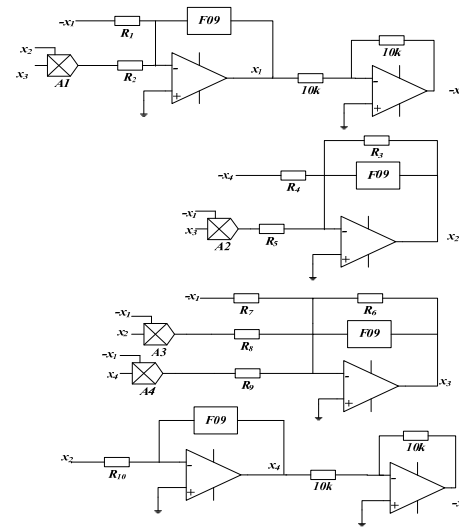 -x1 R1 F09
x2 10k
x3 A1 R2 - + x1 10k - + -x
R3
-x4 R4 F09
-x1
x3 A2 R5 - + x2
-x1 R7 R6
-x1
x2 A3 R8 F09
-x1
x4 A4 R9 - + x3
F09
x2 R10 - + x4 10k 10k - +